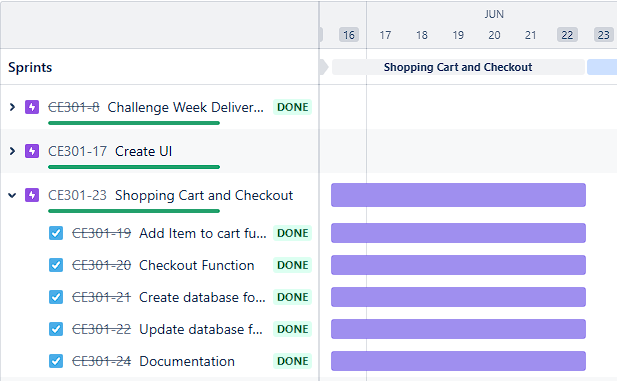 JUN
16 17 18 19 20 21 22 23
Sprints
Shopping Cart and Checkout
CE301-8 Challenge Week Deliver... DONE
CE301-17 Create UI
CE301-23 Shopping Cart and Checkout
CE301-19 Add Item to cart fu... DONE
CE301-20 Checkout Function DONE
CE301-21 Create database fo... DONE
CE301-22 Update database f... DONE
CE301-24 Documentation DONE